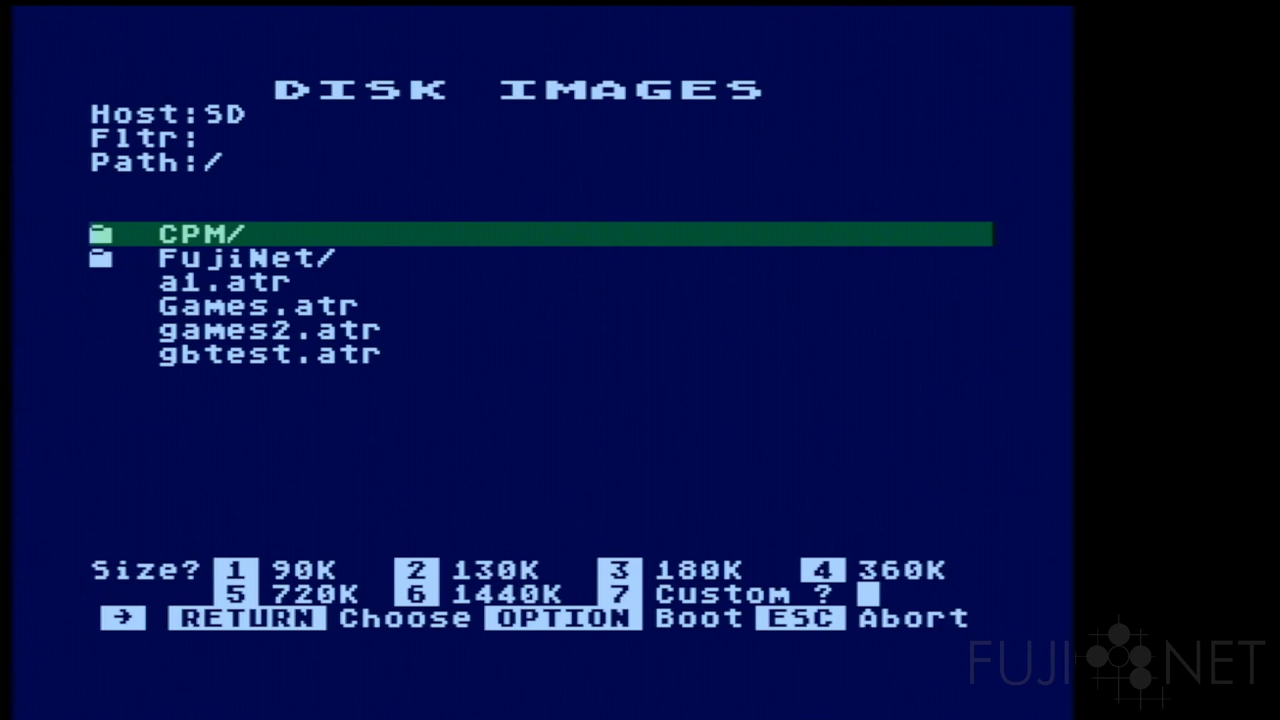 DISK IMAGES
Host:SD
Fltr:
Path:/
CPM/
FujiNet/
a1.atr
Games.atr
games2.atr
gbtest.atr
Size? 1 90K 2 130K 3 180K 4 360K
5 720K 6 1440K 7 Custom ?
→ RETURN Choose OPTION Boot ESC Abort
FUJINET